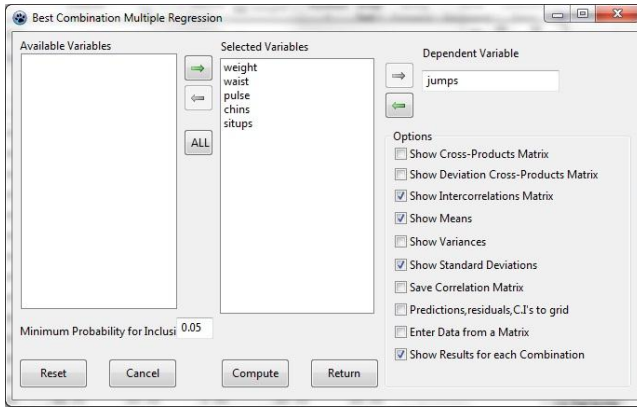 Best Combination Multiple Regression
Available Variables
Selected Variables
weight
waist
pulse
chins
situps
ALL
Dependent Variable
jumps
Options
Show Cross-Products Matrix
Show Deviation Cross-Products Matrix
Show Intercorrelations Matrix
Show Means
Show Variances
Show Standard Deviations
Save Correlation Matrix
Predictions,residuals,C.I's to grid
Enter Data from a Matrix
Show Results for each Combination
Minimum Probability for Inclusi 0.05
Reset
Cancel
Compute
Return